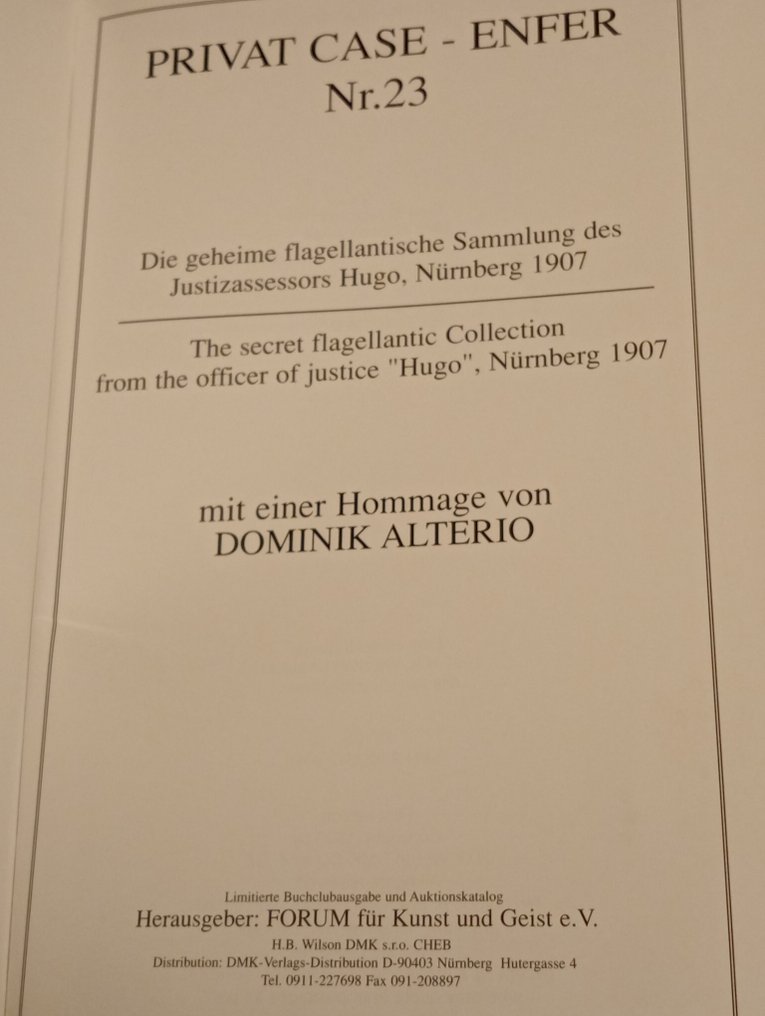 PRIVAT CASE - ENFER
Nr.23
Die geheime flagellantische Sammlung des
Justizassessors Hugo, Nürnberg 1907
The secret flagellantic Collection
from the officer of justice "Hugo", Nürnberg 1907
mit einer Hommage von
DOMINIK ALTERIO
Limitierte Buchclubausgabe und Auktionskatalog
Herausgeber: FORUM für Kunst und Geist e.V.
H.B. Wilson DMK s.r.o. CHEB
Distribution: DMK-Verlags-Distribution D-90403 Nürnberg Hutergasse 4
Tel. 0911-227698 Fax 091-208897